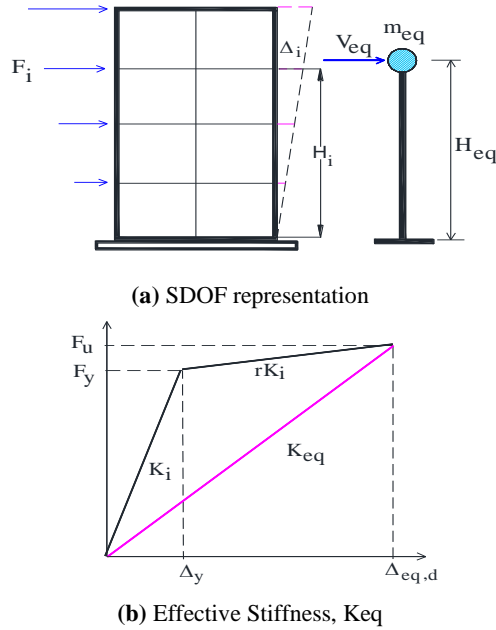 F_i
Δ_i
H_i
V_eq
m_eq
H_eq
(a) SDOF representation
F_u
F_y
rK_i
K_i
K_eq
Δ_y
Δ_eq,d
(b) Effective Stiffness, Keq